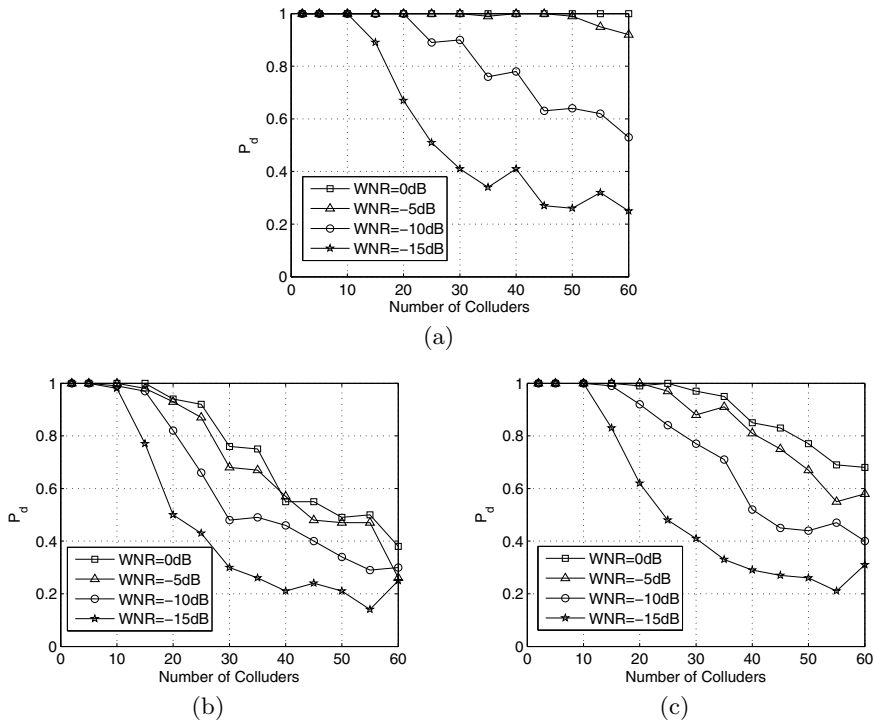 1
0.8
0.6
0.4
0.2
0
P_d
WNR=0dB
WNR=−5dB
WNR=−10dB
WNR=−15dB
0 10 20 30 40 50 60
Number of Colluders
(a)
1
0.8
0.6
0.4
0.2
0
P_d
WNR=0dB
WNR=−5dB
WNR=−10dB
WNR=−15dB
0 10 20 30 40 50 60
Number of Colluders
(b)
1
0.8
0.6
0.4
0.2
0
P_d
WNR=0dB
WNR=−5dB
WNR=−10dB
WNR=−15dB
0 10 20 30 40 50 60
Number of Colluders
(c)